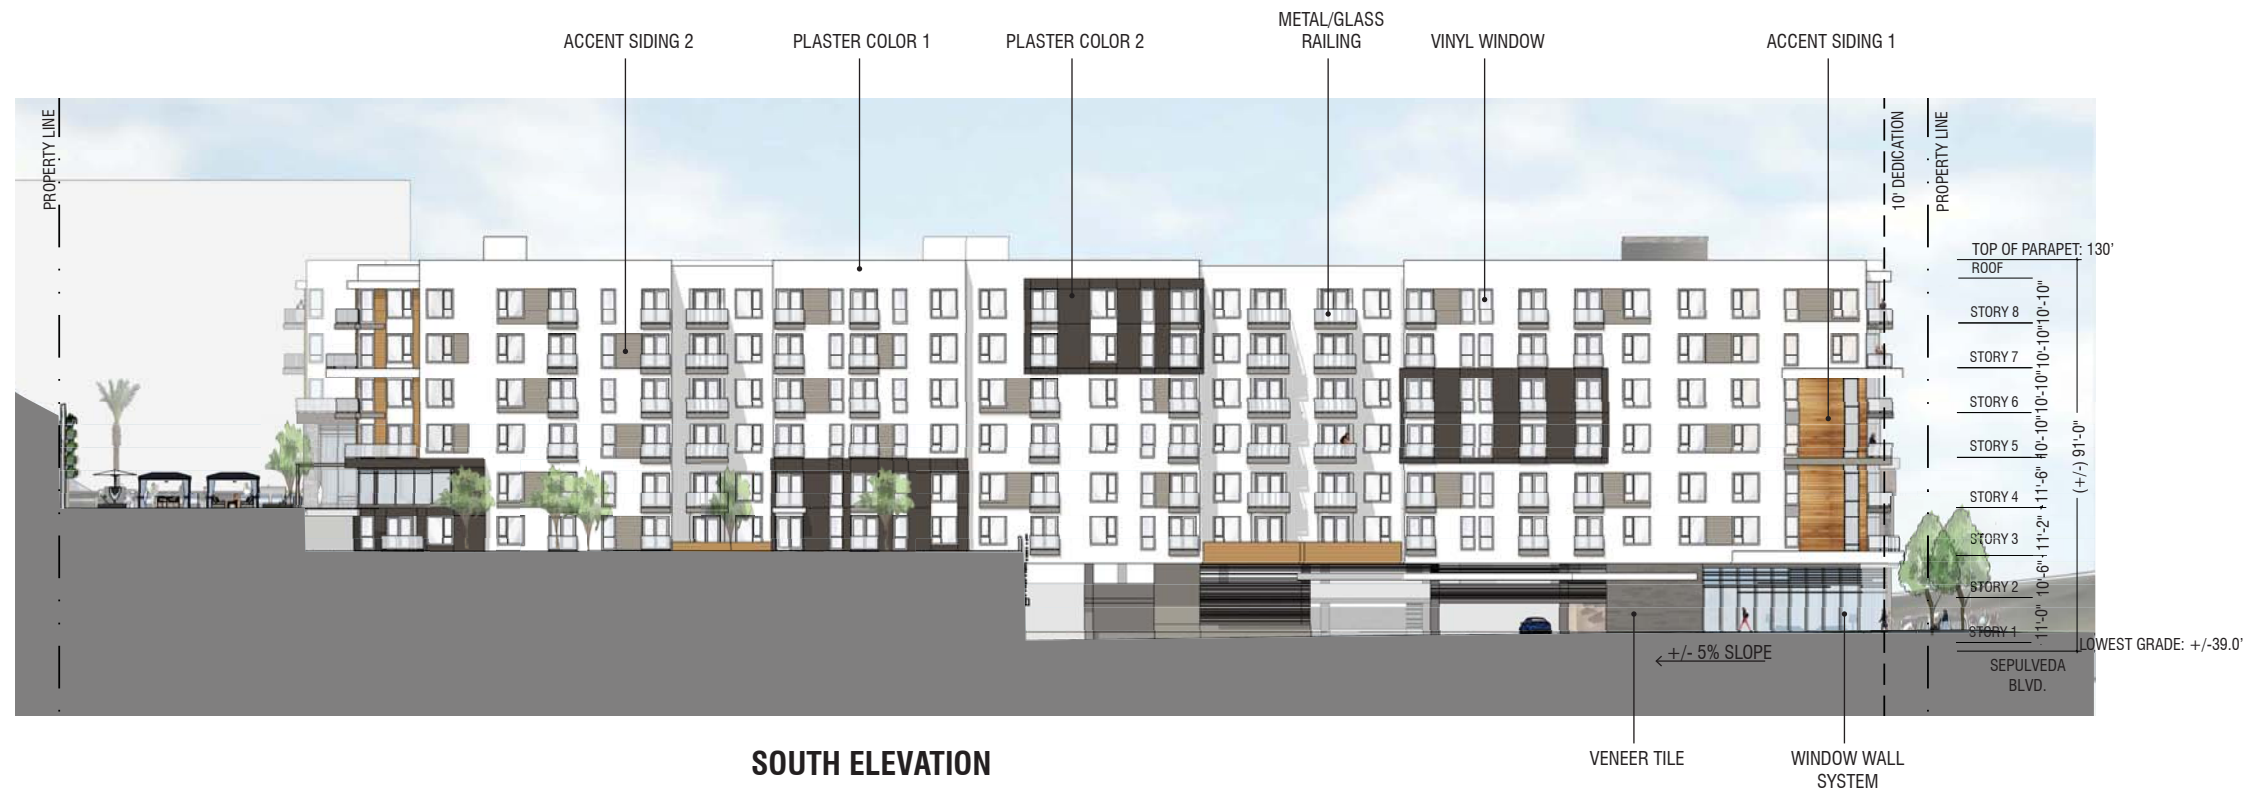 METAL/GLASS
RAILING
ACCENT SIDING 2
PLASTER COLOR 1
PLASTER COLOR 2
VINYL WINDOW
ACCENT SIDING 1
PROPERTY LINE
10' DEDICATION
PROPERTY LINE
TOP OF PARAPET: 130'
ROOF
10'-10"
STORY 8
10'-10"
STORY 7
10'-10"
STORY 6
10'-10"
STORY 5
11'-6"
STORY 4
11'-2"
STORY 3
10'-6"
STORY 2
11'-0"
STORY 1
(+/-) 91'-0"
LOWEST GRADE: +/-39.0'
+/- 5% SLOPE
SEPULVEDA
BLVD.
SOUTH ELEVATION
VENEER TILE
WINDOW WALL
SYSTEM